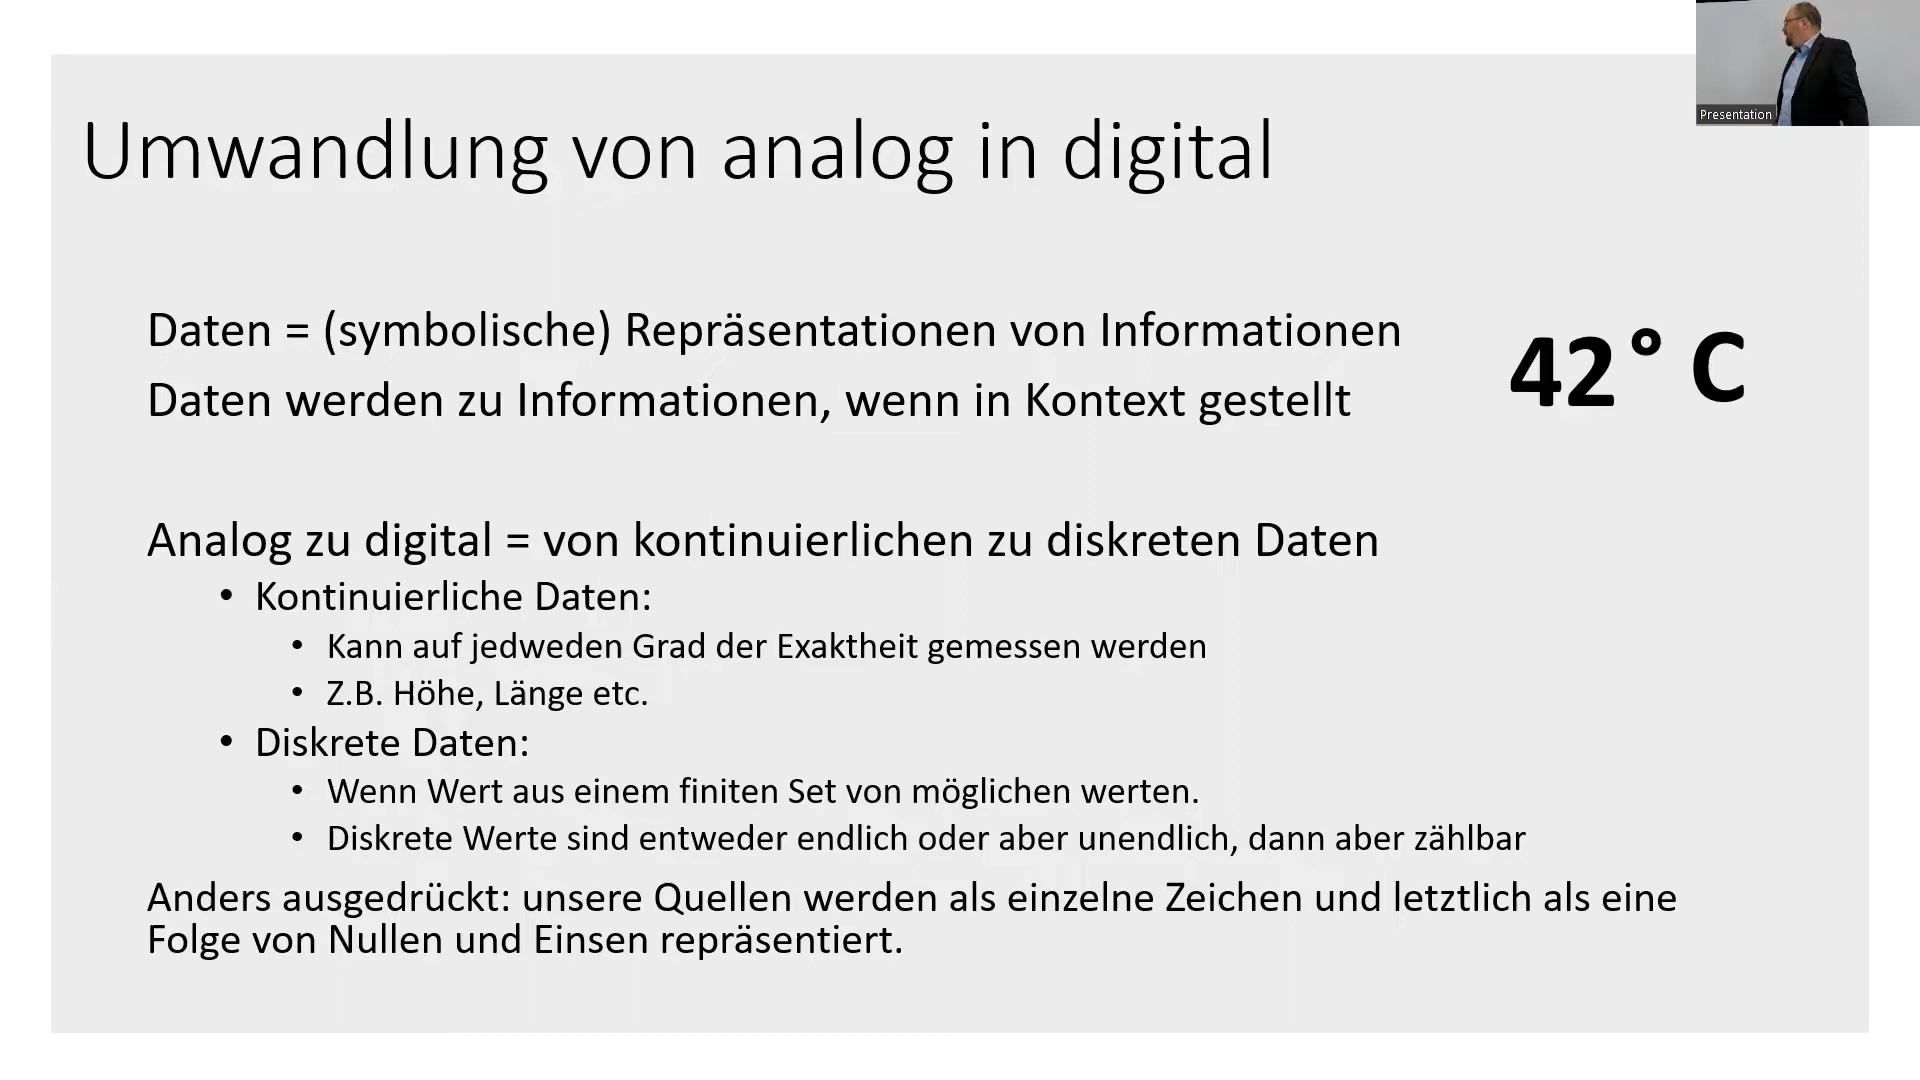 Presentation
Umwandlung von analog in digital
Daten = (symbolische) Repräsentationen von Informationen
Daten werden zu Informationen, wenn in Kontext gestellt
42° C
Analog zu digital = von kontinuierlichen zu diskreten Daten
• Kontinuierliche Daten:
• Kann auf jedweden Grad der Exaktheit gemessen werden
• Z.B. Höhe, Länge etc.
• Diskrete Daten:
• Wenn Wert aus einem finiten Set von möglichen werten.
• Diskrete Werte sind entweder endlich oder aber unendlich, dann aber zählbar
Anders ausgedrückt: unsere Quellen werden als einzelne Zeichen und letztlich als eine
Folge von Nullen und Einsen repräsentiert.